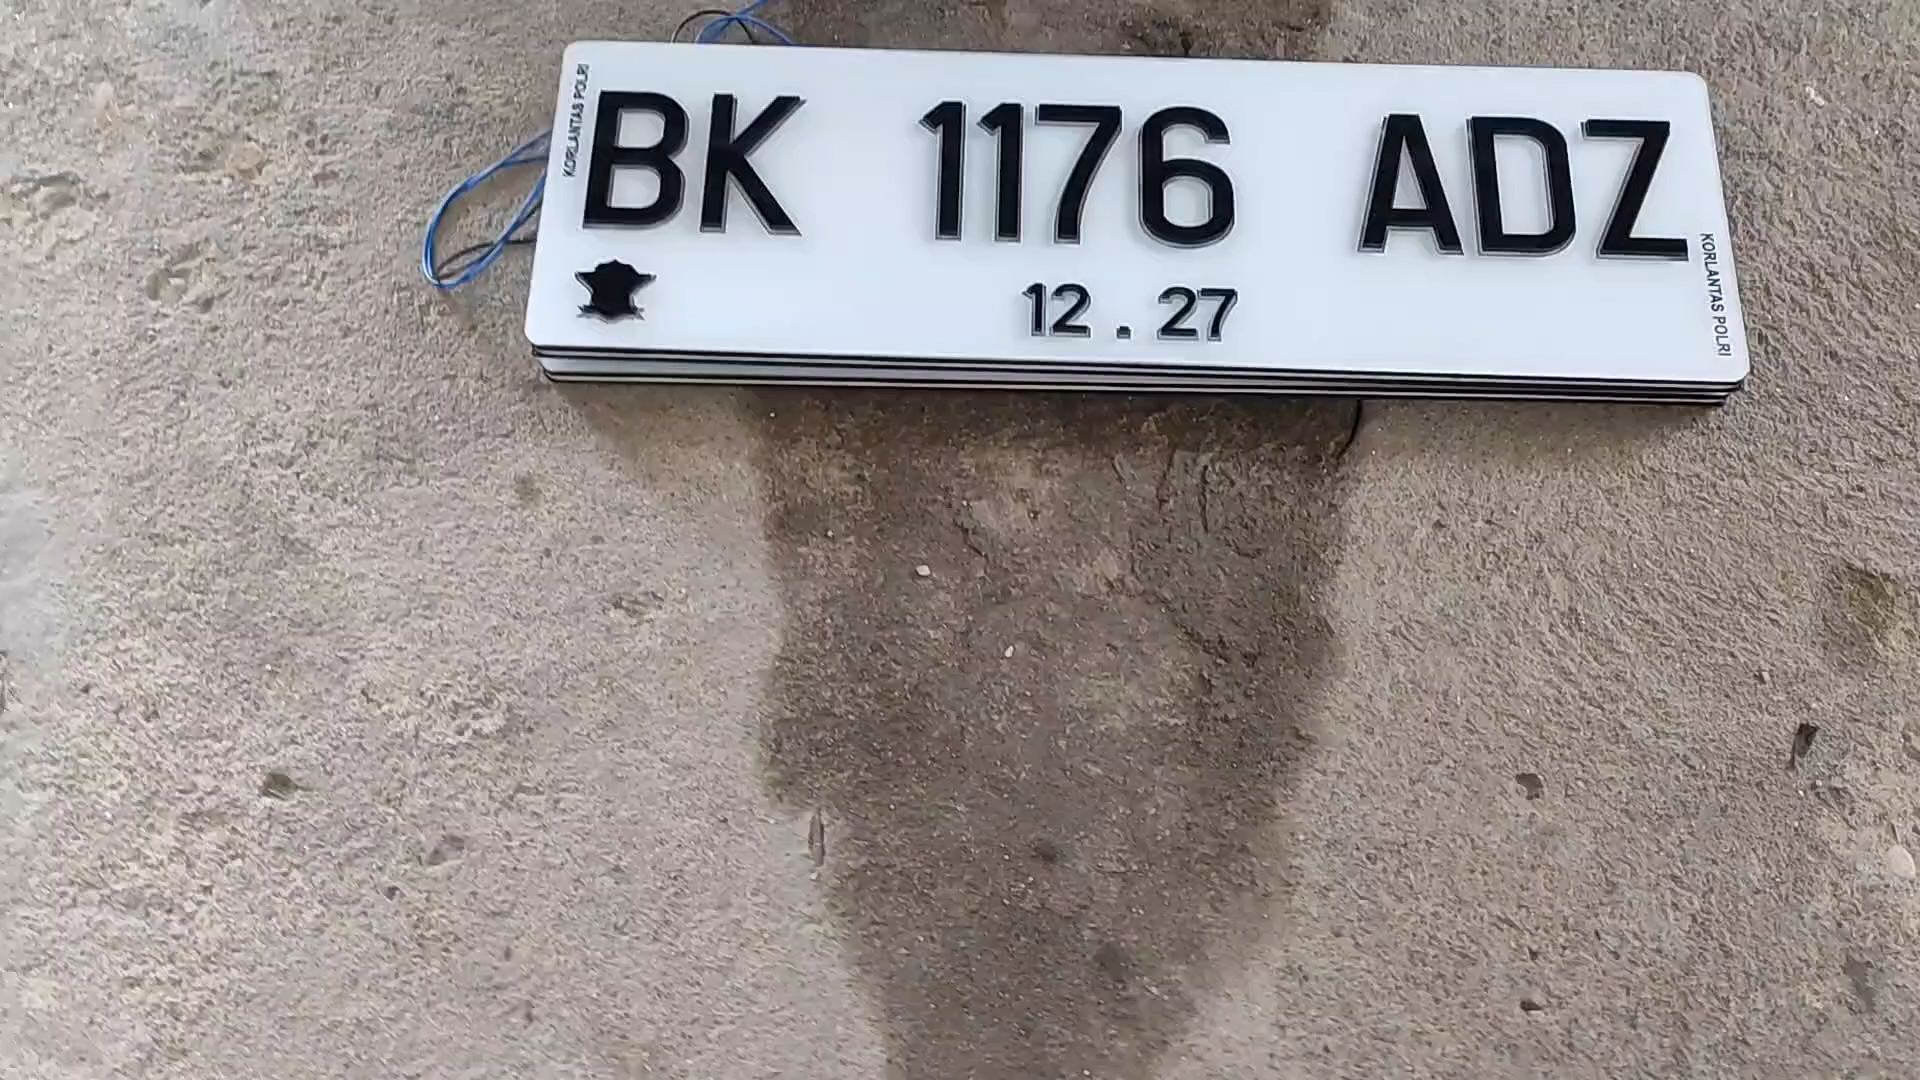 KORLANTAS POLRI
BK 1176 ADZ
12 . 27
KORLANTAS POLRI